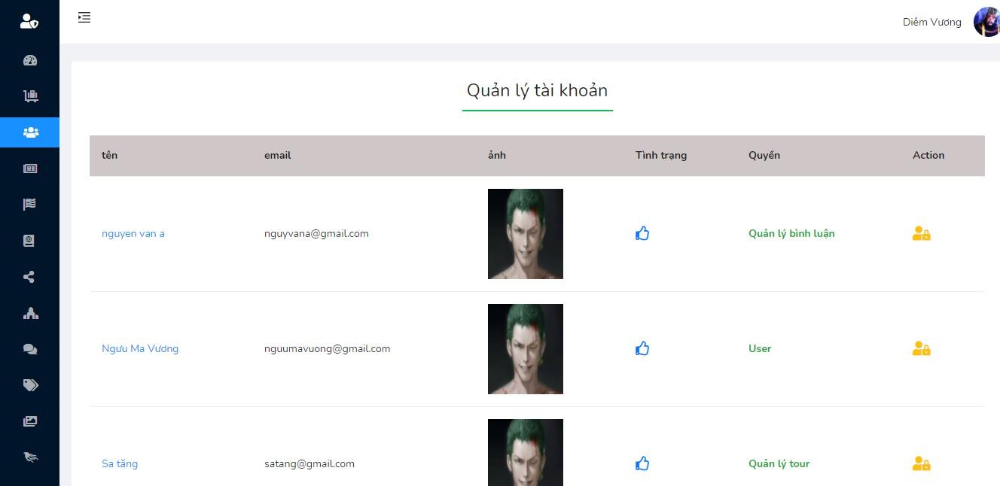 Diêm Vương
Quản lý tài khoản
tên email ảnh Tình trạng Quyền Action
nguyen van a nguyvana@gmail.com Quản lý bình luận
Ngưu Ma Vương nguumavuong@gmail.com User
Sa tăng satang@gmail.com Quản lý tour